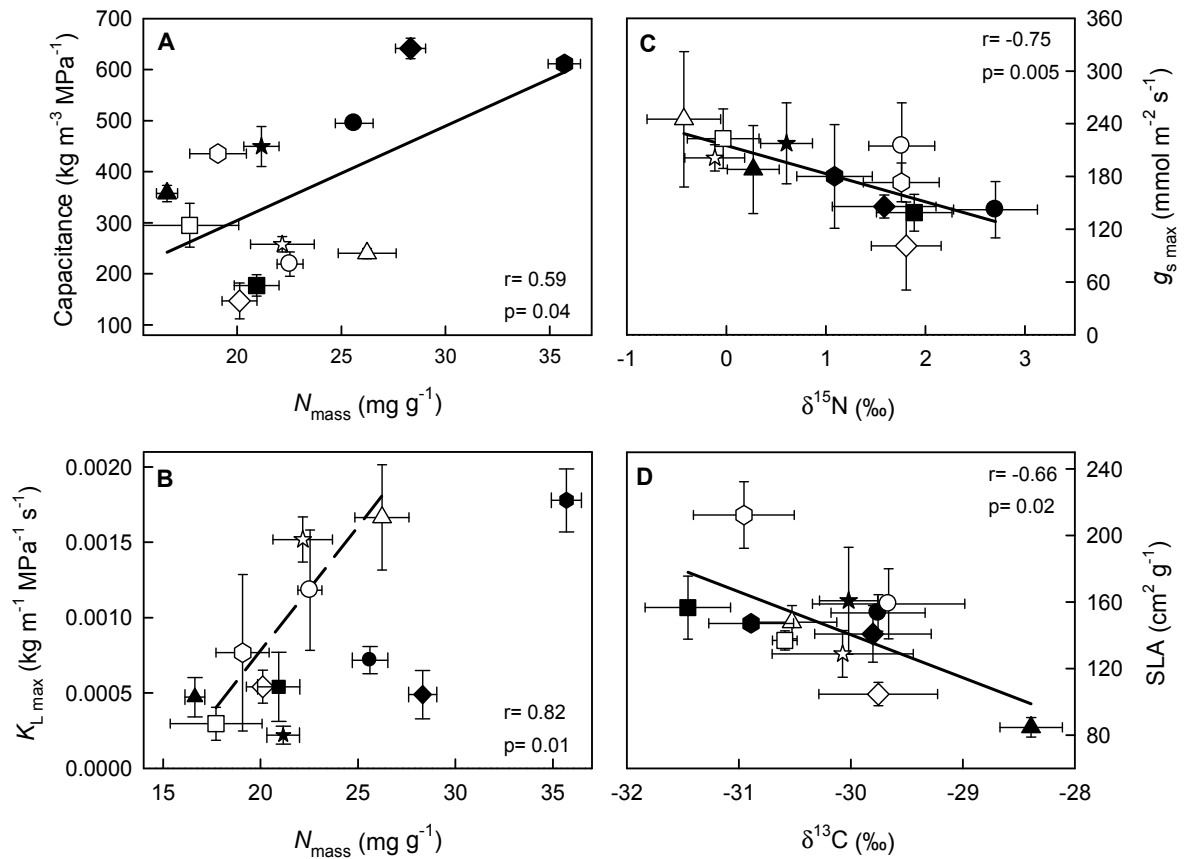 A
Capacitance (kg m⁻³ MPa⁻¹)
700
600
500
400
300
200
100
r= 0.59
p= 0.04
20 25 30 35
N mass (mg g⁻¹)
C
r= -0.75
p= 0.005
360
300
240
180
120
60
0
g s max (mmol m⁻² s⁻¹)
-1 0 1 2 3
δ¹⁵N (‰)
B
K L max (kg m⁻¹ MPa⁻¹ s⁻¹)
0.0020
0.0015
0.0010
0.0005
0.0000
r= 0.82
p= 0.01
15 20 25 30 35
N mass (mg g⁻¹)
D
r= -0.66
p= 0.02
240
200
160
120
80
SLA (cm² g⁻¹)
-32 -31 -30 -29 -28
δ¹³C (‰)